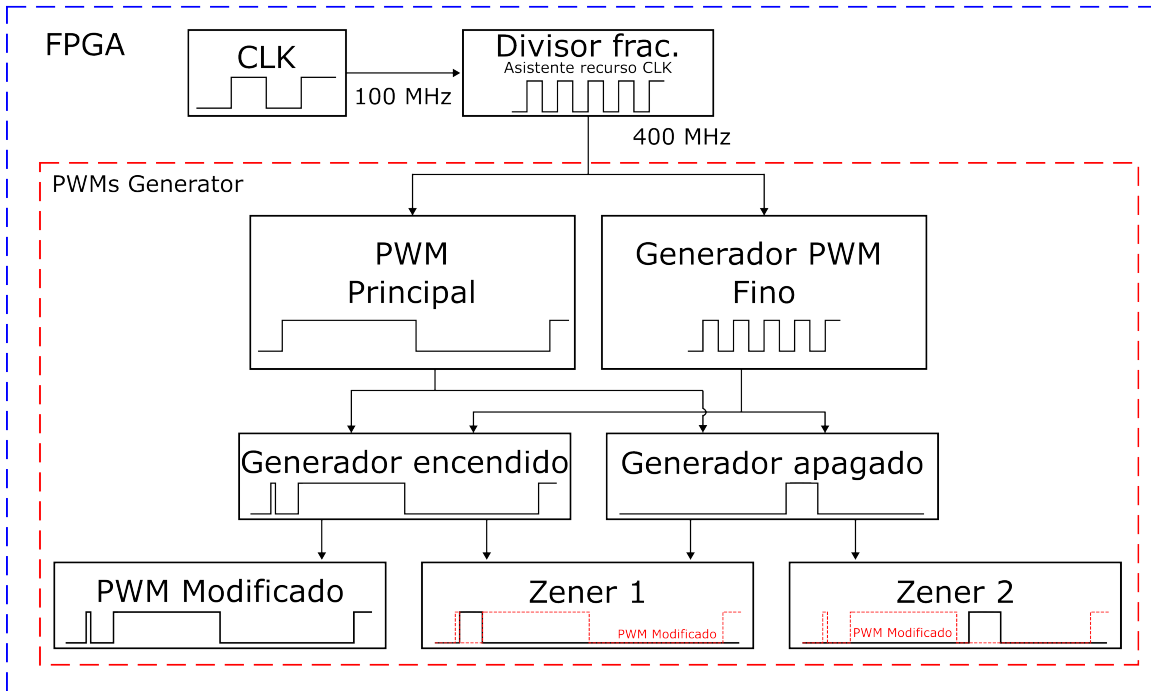 FPGA
CLK
100 MHz
Divisor frac.
Asistente recurso CLK
400 MHz
PWMs Generator
PWM
Principal
Generador PWM
Fino
Generador encendido
Generador apagado
PWM Modificado
Zener 1
PWM Modificado
Zener 2
PWM Modificado